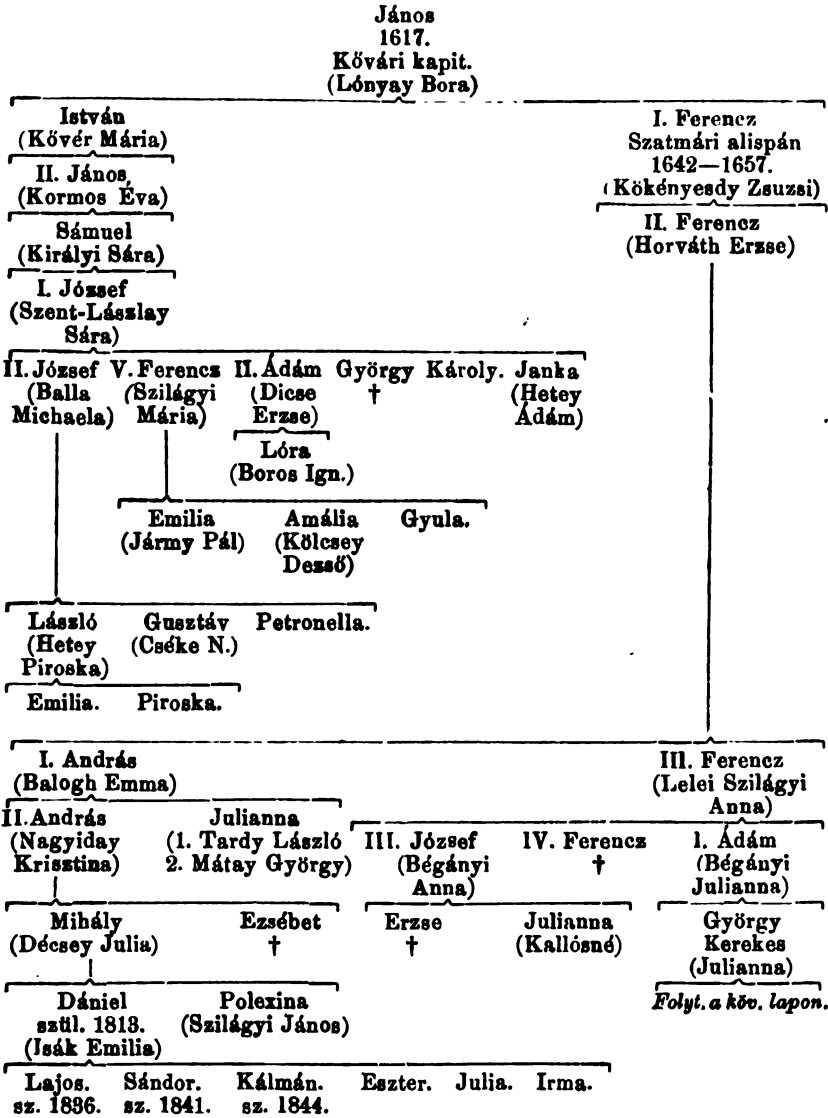 János
1617.
Kővári kapit.
(Lónyay Bora)
István I. Ferencz
(Kővér Mária) Szatmári alispán
II. János, 1642—1657.
(Kormos Éva) (Kökényesdy Zsuzsi)
Sámuel II. Ferencz
(Királyi Sára) (Horváth Erzse)
I. József
(Szent-Lászlay
Sára)
II. József V. Ferencz II. Ádám György Károly. Janka
(Balla (Szilágyi (Dicse † (Hetey
Michaela) Mária) Erzse) Ádám)
Lóra
(Boros Ign.)
Emilia Amália Gyula.
(Jármy Pál) (Kölcsey
Dezső)
László Gusztáv Petronella.
(Hetey (Cséke N.)
Piroska)
Emilia. Piroska.
I. András III. Ferencz
(Balogh Emma) (Lelei Szilágyi
Anna)
II. András Julianna
(Nagyiday (1. Tardy László III. József IV. Ferencz I. Ádám
Krisztina) 2. Mátay György) (Bégányi † (Bégányi
Anna) Julianna)
Mihály Ezsébet Erzse Julianna György
(Décsey Julia) † † (Kallósné) Kerekes
(Julianna)
Dániel Polexina Folyt. a köv. lapon.
szül. 1813. (Szilágyi János)
(Isák Emilia)
Lajos. Sándor. Kálmán. Eszter. Julia. Irma.
sz. 1836. sz. 1841. sz. 1844.